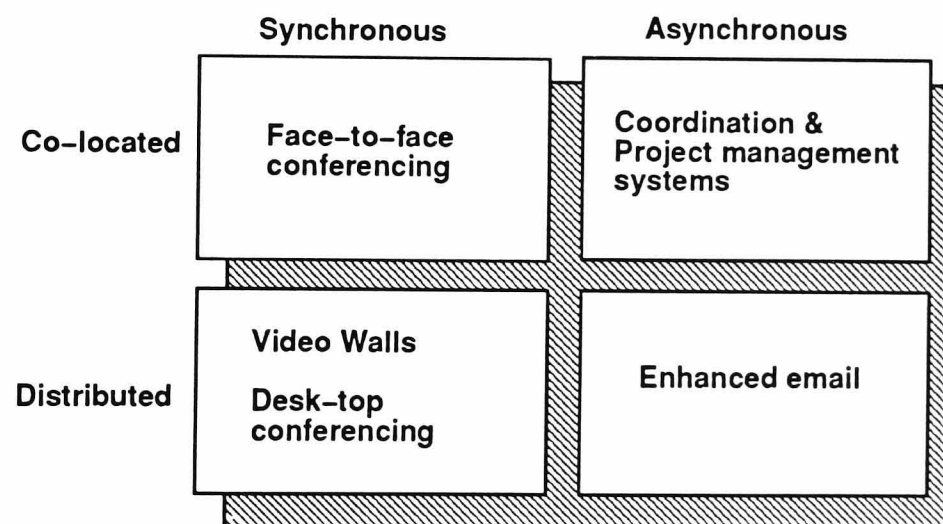 Synchronous
Asynchronous
Co–located
Face–to–face
conferencing
Coordination &
Project management
systems
Distributed
Video Walls
Desk–top
conferencing
Enhanced email